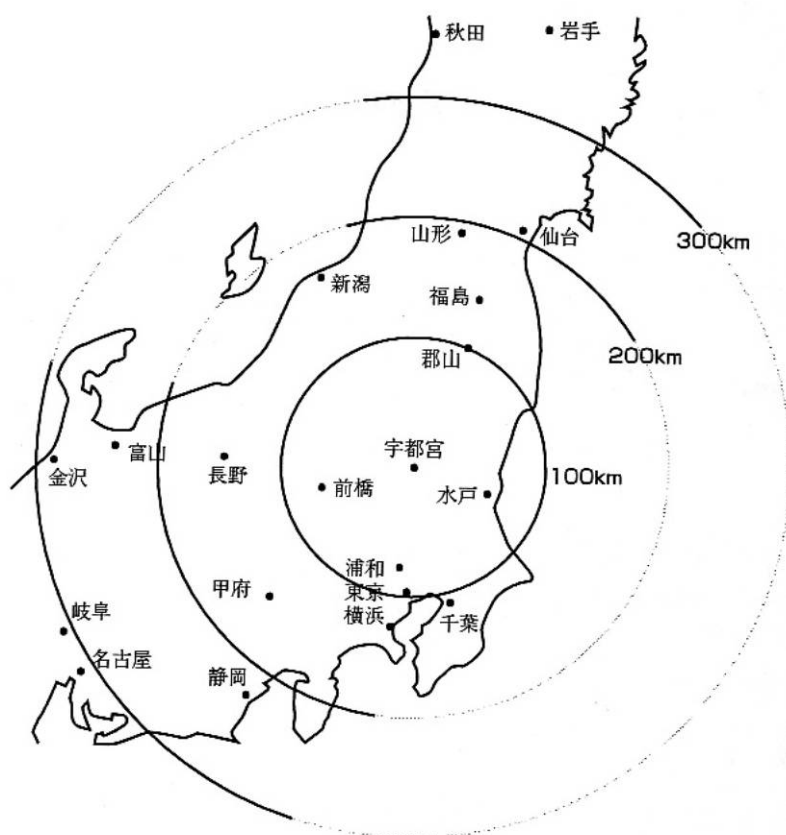 秋田
岩手
300km
山形
仙台
新潟
福島
200km
郡山
富山
金沢
長野
宇都宮
100km
前橋
水戸
浦和
甲府
東京
千葉
横浜
岐阜
名古屋
静岡